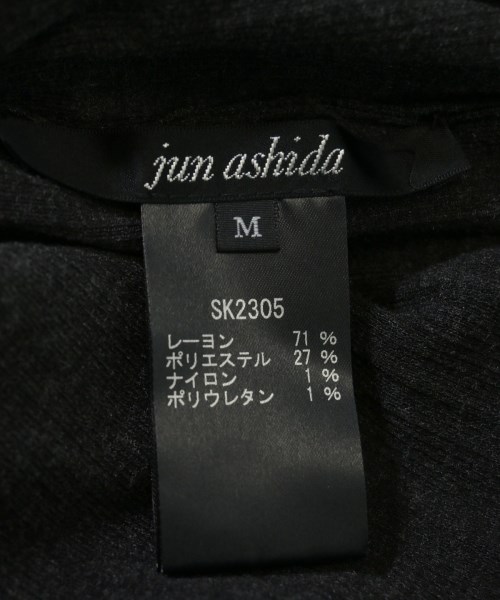 jun ashida
M
SK2305
レーヨン 71 %
ポリエステル 27 %
ナイロン 1 %
ポリウレタン 1 %